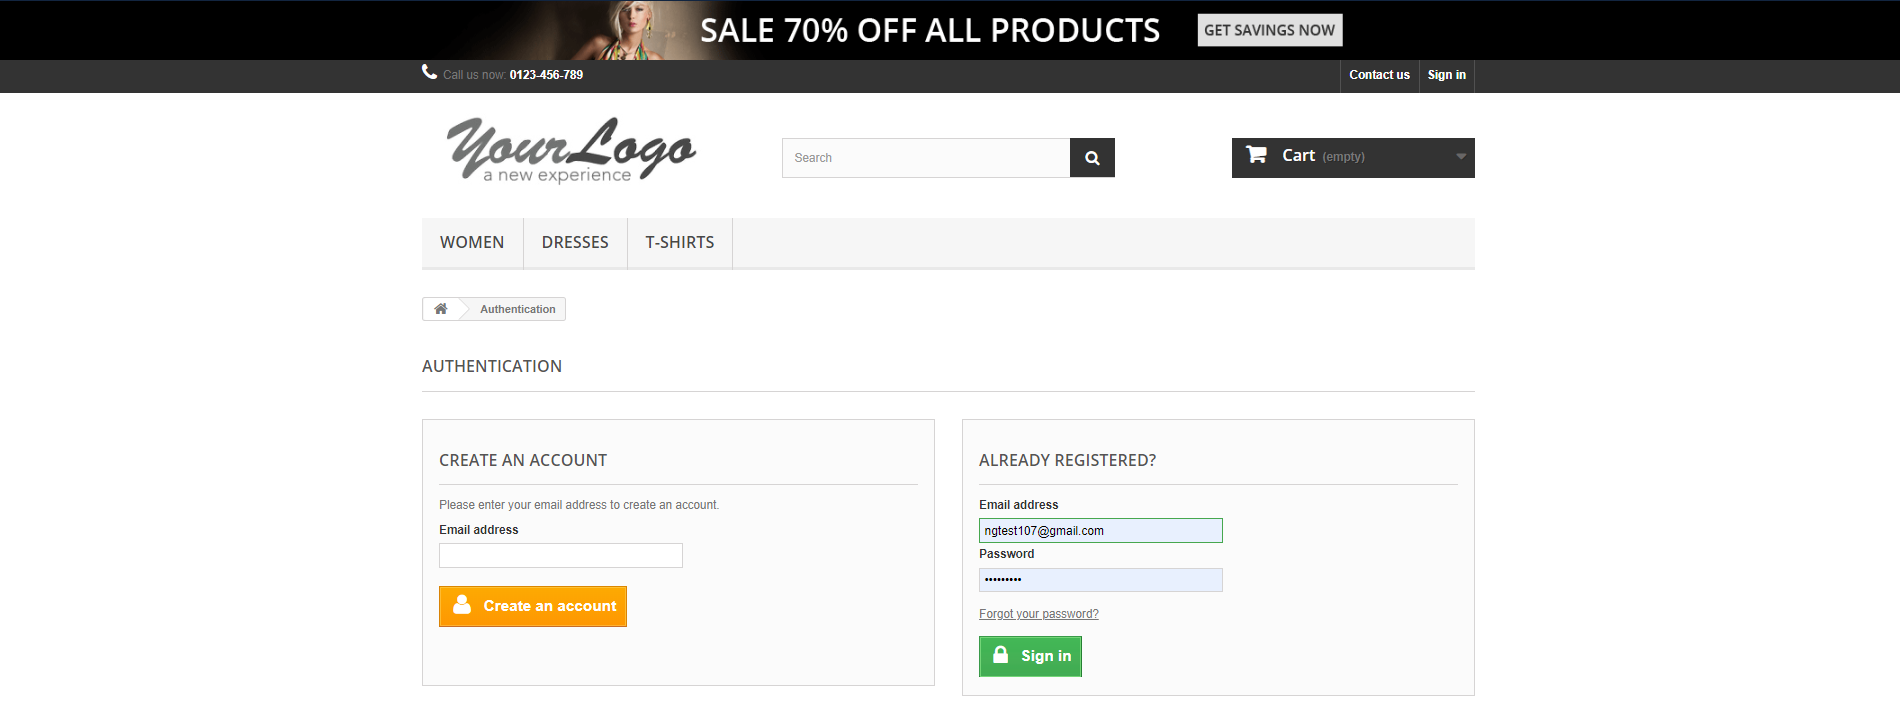 SALE 70% OFF ALL PRODUCTS GET SAVINGS NOW
Call us now: 0123-456-789 Contact us Sign in
YourLogo
a new experience
Search
Cart (empty)
WOMEN DRESSES T-SHIRTS
Authentication
AUTHENTICATION
CREATE AN ACCOUNT
Please enter your email address to create an account.
Email address
Create an account
ALREADY REGISTERED?
Email address
ngtest107@gmail.com
Password
•••••••••
Forgot your password?
Sign in